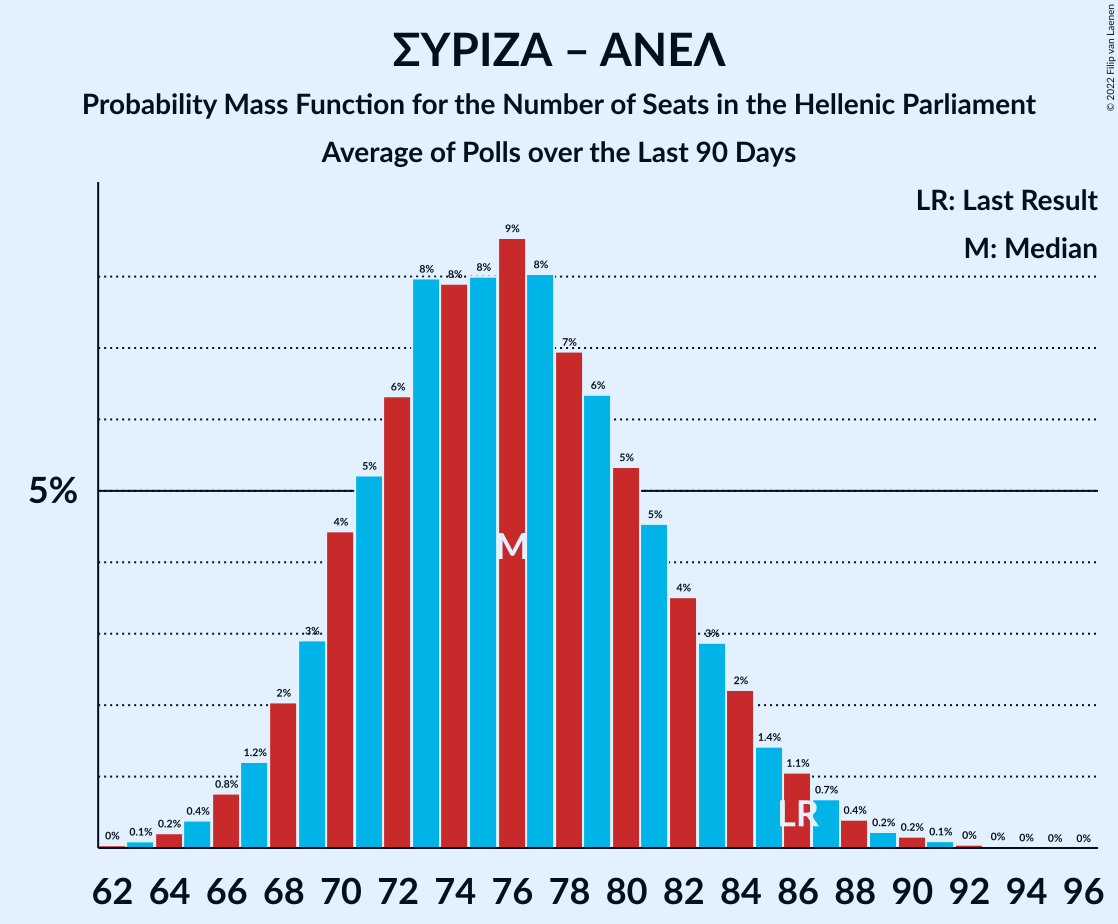 ΣΥΡΙΖΑ – ΑΝΕΛ
Probability Mass Function for the Number of Seats in the Hellenic Parliament
Average of Polls over the Last 90 Days
© 2022 Filip van Laenen
LR: Last Result
M: Median
5%
0% 0.1% 0.2% 0.4% 0.8% 1.2% 2% 3% 4% 5% 6% 8% 8% 8% 9% 8% 7% 6% 5% 5% 4% 3% 2% 1.4% 1.1% 0.7% 0.4% 0.2% 0.2% 0.1% 0% 0% 0% 0% 0%
M
LR
62 64 66 68 70 72 74 76 78 80 82 84 86 88 90 92 94 96